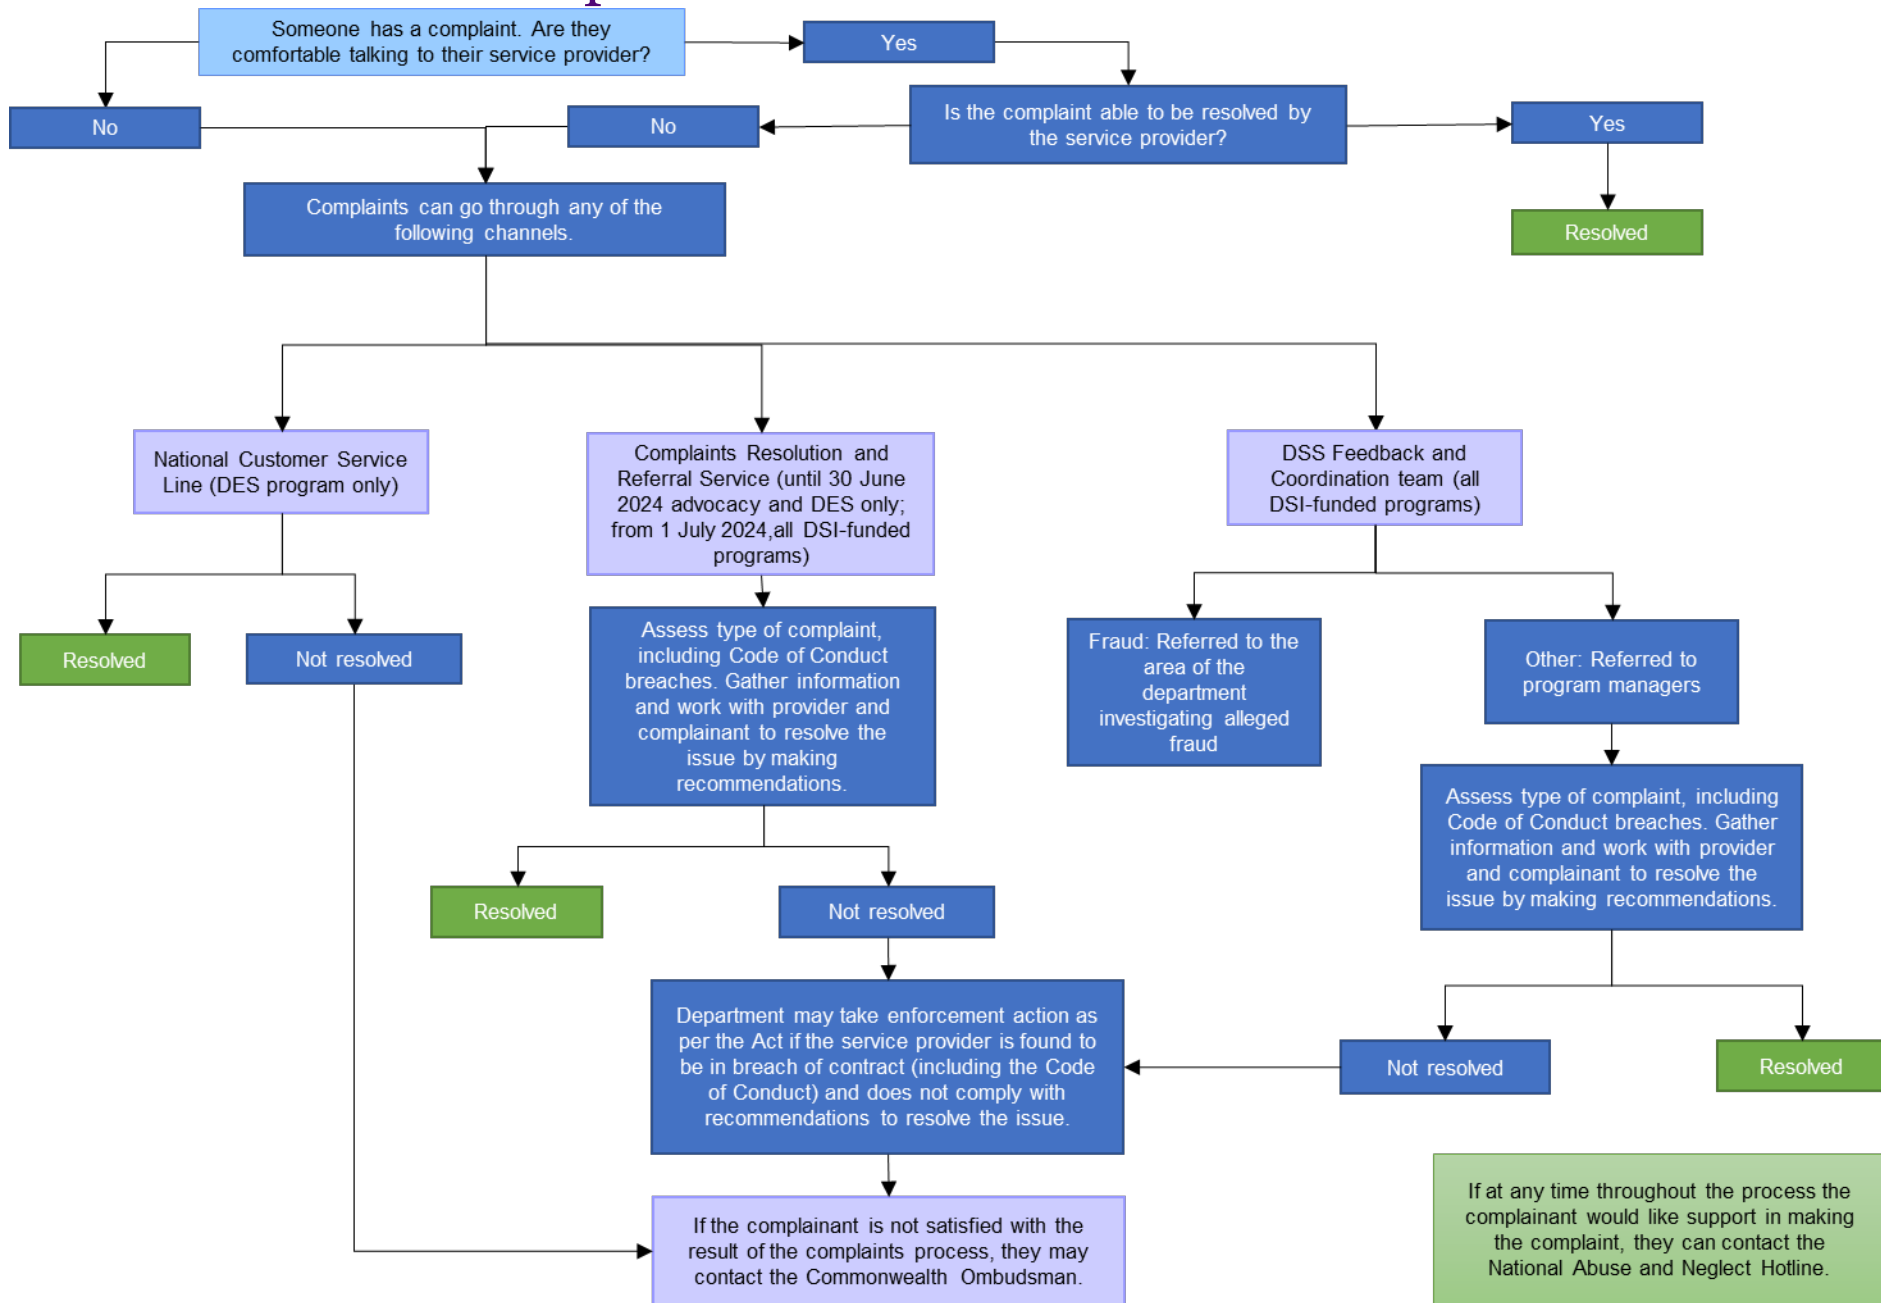 Someone has a complaint. Are they
comfortable talking to their service provider?
Yes
No
No
Is the complaint able to be resolved by
the service provider?
Yes
Complaints can go through any of the
following channels.
Resolved
National Customer Service
Line (DES program only)
Complaints Resolution and
Referral Service (until 30 June
2024 advocacy and DES only;
from 1 July 2024,all DSI-funded
programs)
DSS Feedback and
Coordination team (all
DSI-funded programs)
Resolved
Not resolved
Assess type of complaint,
including Code of Conduct
breaches. Gather information
and work with provider and
complainant to resolve the
issue by making
recommendations.
Fraud: Referred to the
area of the
department
investigating alleged
fraud
Other: Referred to
program managers
Assess type of complaint, including
Code of Conduct breaches. Gather
information and work with provider
and complainant to resolve the
issue by making recommendations.
Resolved
Not resolved
Department may take enforcement action as
per the Act if the service provider is found to
be in breach of contract (including the Code
of Conduct) and does not comply with
recommendations to resolve the issue.
Not resolved
Resolved
If the complainant is not satisfied with the
result of the complaints process, they may
contact the Commonwealth Ombudsman.
If at any time throughout the process the
complainant would like support in making
the complaint, they can contact the
National Abuse and Neglect Hotline.